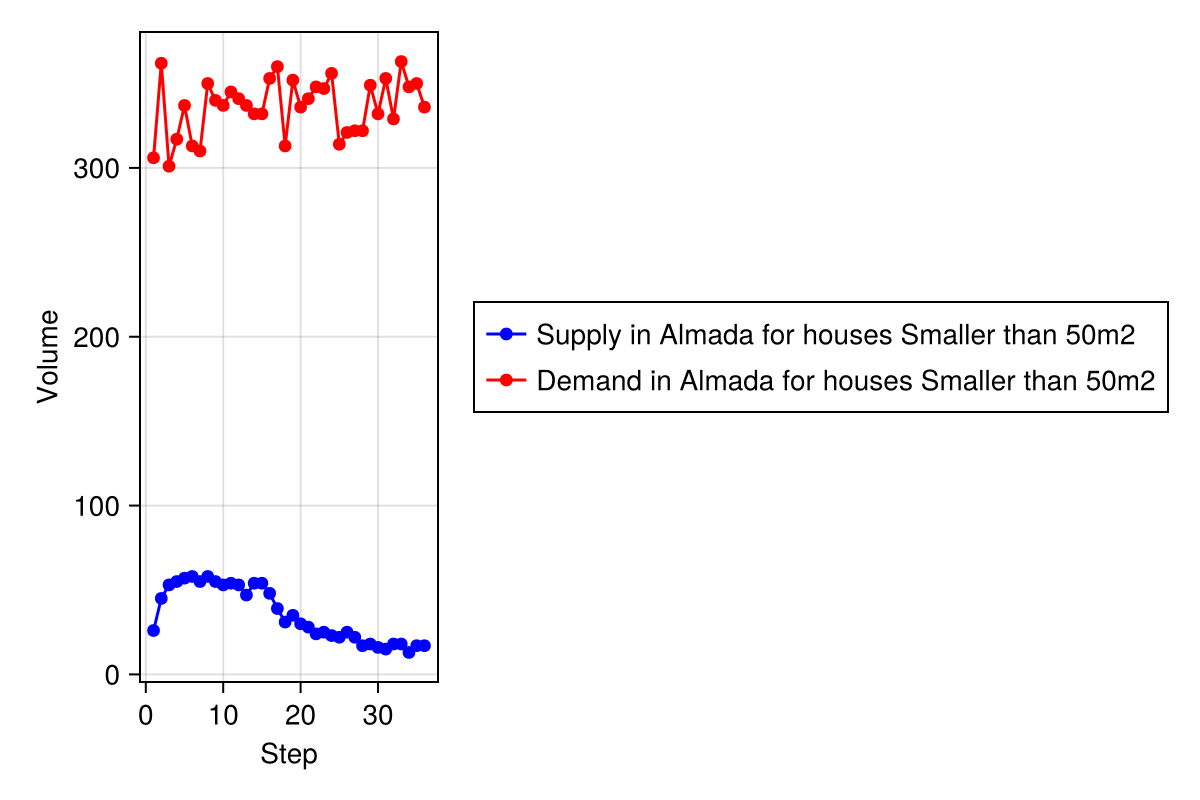 Volume
300
200
100
0
0 10 20 30
Step
Supply in Almada for houses Smaller than 50m2
Demand in Almada for houses Smaller than 50m2